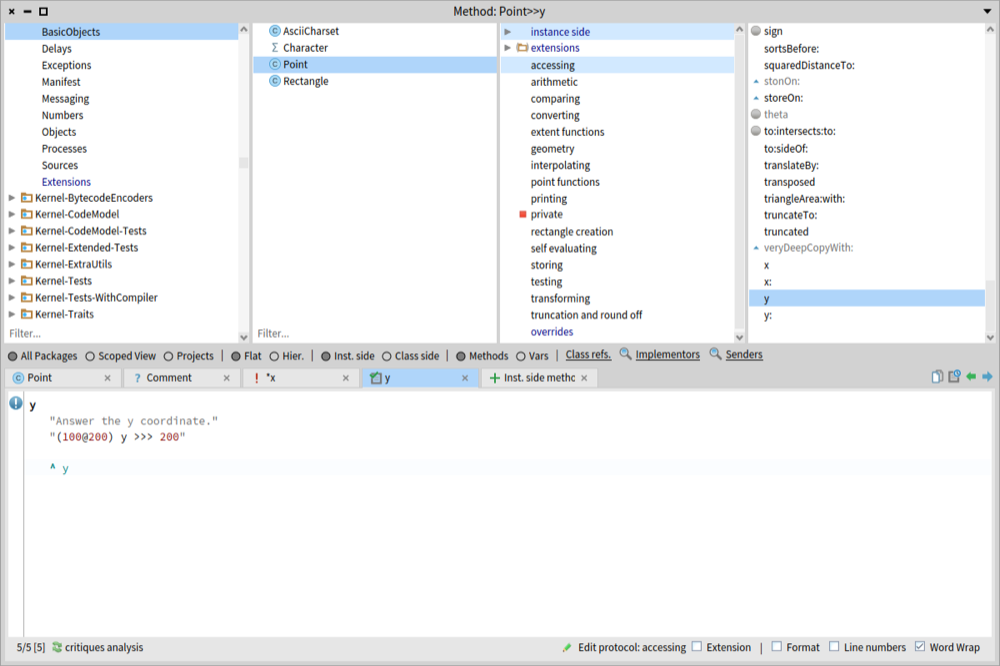 Method: Point>>y
BasicObjects
Delays
Exceptions
Manifest
Messaging
Numbers
Objects
Processes
Sources
Extensions
Kernel-BytecodeEncoders
Kernel-CodeModel
Kernel-CodeModel-Tests
Kernel-Extended-Tests
Kernel-ExtraUtils
Kernel-Tests
Kernel-Tests-WithCompiler
Kernel-Traits
Filter...
AsciiCharset
Character
Point
Rectangle
Filter...
instance side
extensions
accessing
arithmetic
comparing
converting
extent functions
geometry
interpolating
point functions
printing
private
rectangle creation
self evaluating
storing
testing
transforming
truncation and round off
overrides
sign
sortsBefore:
squaredDistanceTo:
stonOn:
storeOn:
theta
to:intersects:to:
to:sideOf:
translateBy:
transposed
triangleArea:with:
truncateTo:
truncated
veryDeepCopyWith:
x
x:
y
y:
All Packages Scoped View Projects | Flat Hier. | Inst. side Class side | Methods Vars | Class refs. Implementors Senders
Point ? Comment ! *x y Inst. side methc
y
"Answer the y coordinate."
"(100@200) y >>> 200"
^ y
5/5 [5] critiques analysis Edit protocol: accessing Extension | Format Line numbers Word Wrap